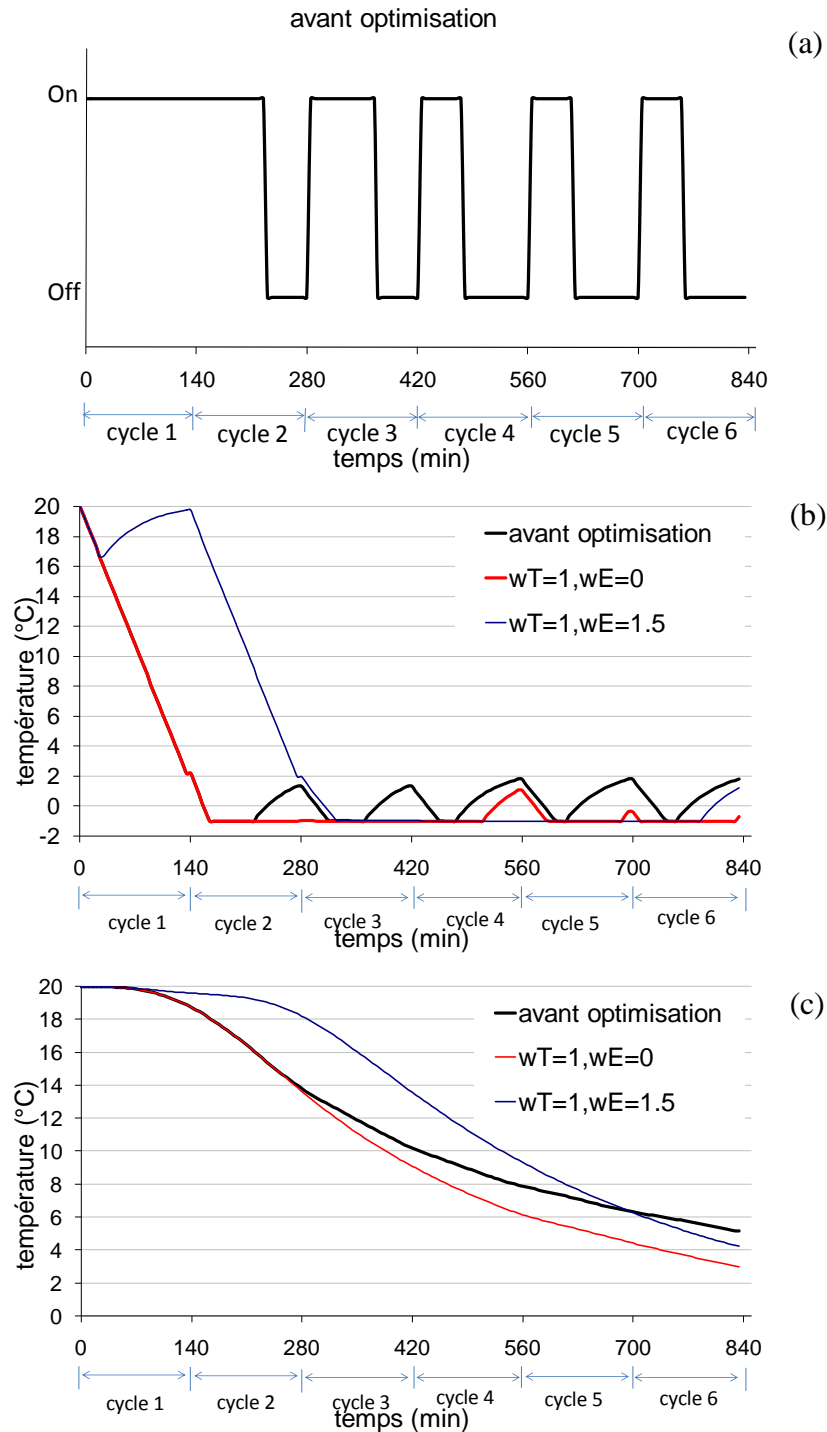 avant optimisation
(a)
On
Off
0 140 280 420 560 700 840
cycle 1 cycle 2 cycle 3 cycle 4 cycle 5 cycle 6
temps (min)
(b)
20
18
16
14
12
10
8
6
4
2
0
-2
température (°C)
avant optimisation
wT=1,wE=0
wT=1,wE=1.5
0 140 280 420 560 700 840
cycle 1 cycle 2 cycle 3 cycle 4 cycle 5 cycle 6
temps (min)
(c)
20
18
16
14
12
10
8
6
4
2
0
température (°C)
avant optimisation
wT=1,wE=0
wT=1,wE=1.5
0 140 280 420 560 700 840
cycle 1 cycle 2 cycle 3 cycle 4 cycle 5 cycle 6
temps (min)